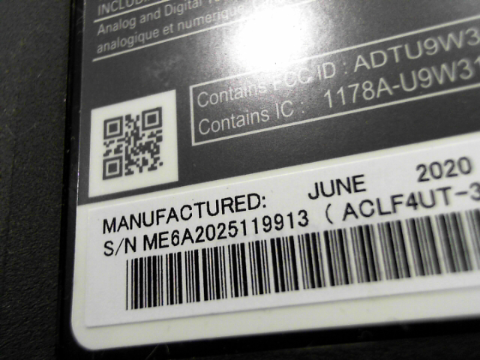 INCLUDIN
Analog and Digital
analogique et numérique,
Contains FCC ID : ADTU9W3
Contains IC : 1178A-U9W31
MANUFACTURED: JUNE 2020
S/N ME6A2025119913 ( ACLF4UT-3